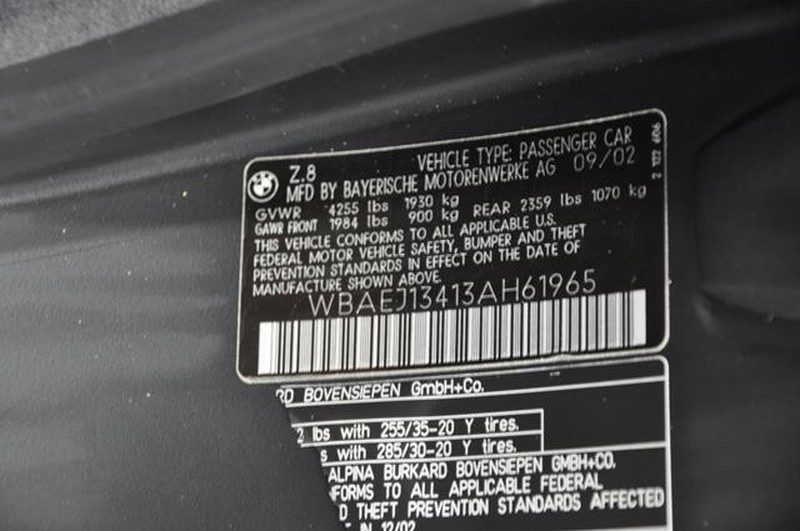 Z.8 VEHICLE TYPE: PASSENGER CAR
MFD BY BAYERISCHE MOTORENWERKE AG 09/02
GVWR 4255 lbs 1930 kg
GAWR FRONT 1984 lbs 900 kg REAR 2359 lbs 1070 kg
THIS VEHICLE CONFORMS TO ALL APPLICABLE U.S.
FEDERAL MOTOR VEHICLE SAFETY, BUMPER AND THEFT
PREVENTION STANDARDS IN EFFECT ON THE DATE OF
MANUFACTURE SHOWN ABOVE.
WBAEJ13413AH61965
RD BOVENSIEPEN GmbH+Co.
2 lbs with 255/35-20 Y tires.
s with 285/30-20 Y tires.
ALPINA BURKARD BOVENSIEPEN GMBH+CO.
FORMS TO ALL APPLICABLE FEDERAL
D THEFT PREVENTION STANDARDS AFFECTED
IN 12/02